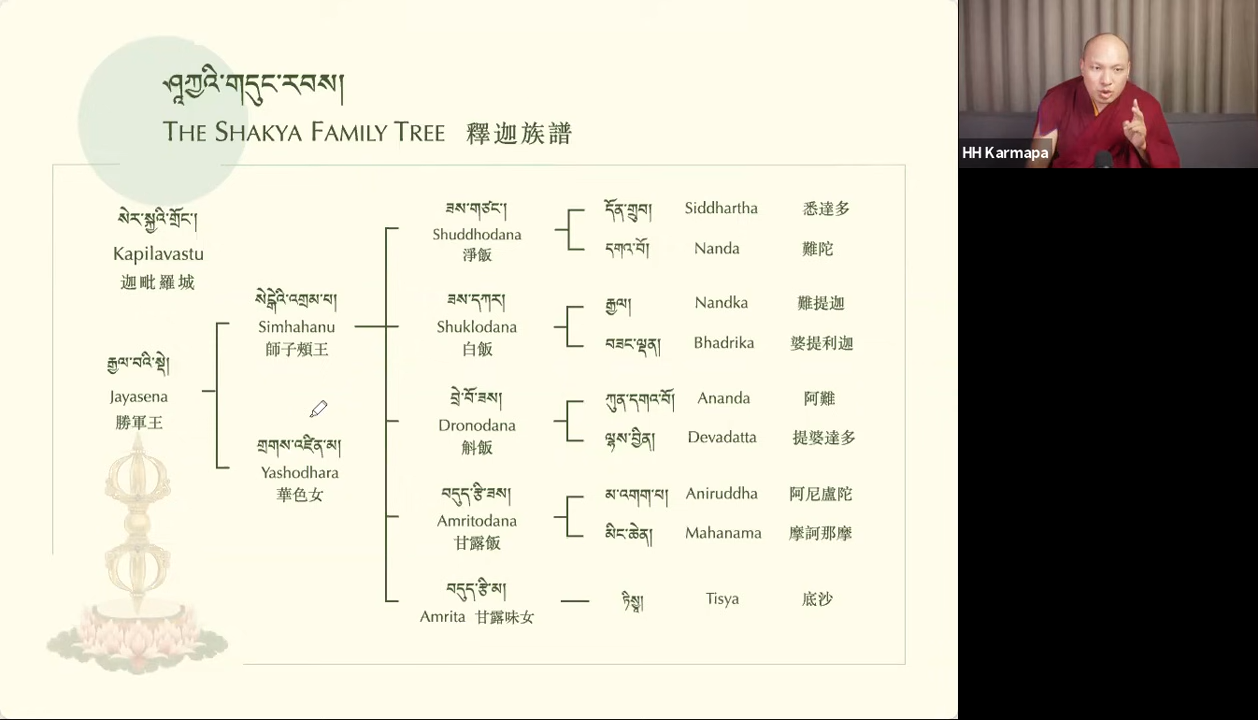 ཤཱཀྱའི་གདུང་རབས།
THE SHAKYA FAMILY TREE 釋迦族譜
HH Karmapa
སེར་སྐྱའི་གྲོང་།
Kapilavastu
迦毗羅城
རྒྱལ་བའི་སྡེ།
Jayasena
勝軍王
སེངྒེའི་འགྲམ་པ།
Simhahanu
師子頰王
གྲགས་འཛིན་མ།
Yashodhara
華色女
ཟས་གཙང་།
Shuddhodana
淨飯
དོན་གྲུབ། Siddhartha 悉達多
དགའ་བོ། Nanda 難陀
ཟས་དཀར།
Shuklodana
白飯
རྒྱལ། Nandka 難提迦
བཟང་ལྡན། Bhadrika 婆提利迦
བྲེ་བོ་ཟས།
Dronodana
斛飯
ཀུན་དགའ་བོ། Ananda 阿難
ལྷས་བྱིན། Devadatta 提婆達多
བདུད་རྩི་ཟས།
Amritodana
甘露飯
མ་འགག་པ། Aniruddha 阿尼盧陀
མིང་ཆེན། Mahanama 摩訶那摩
བདུད་རྩི་མ།
Amrita 甘露味女
Tisya 底沙